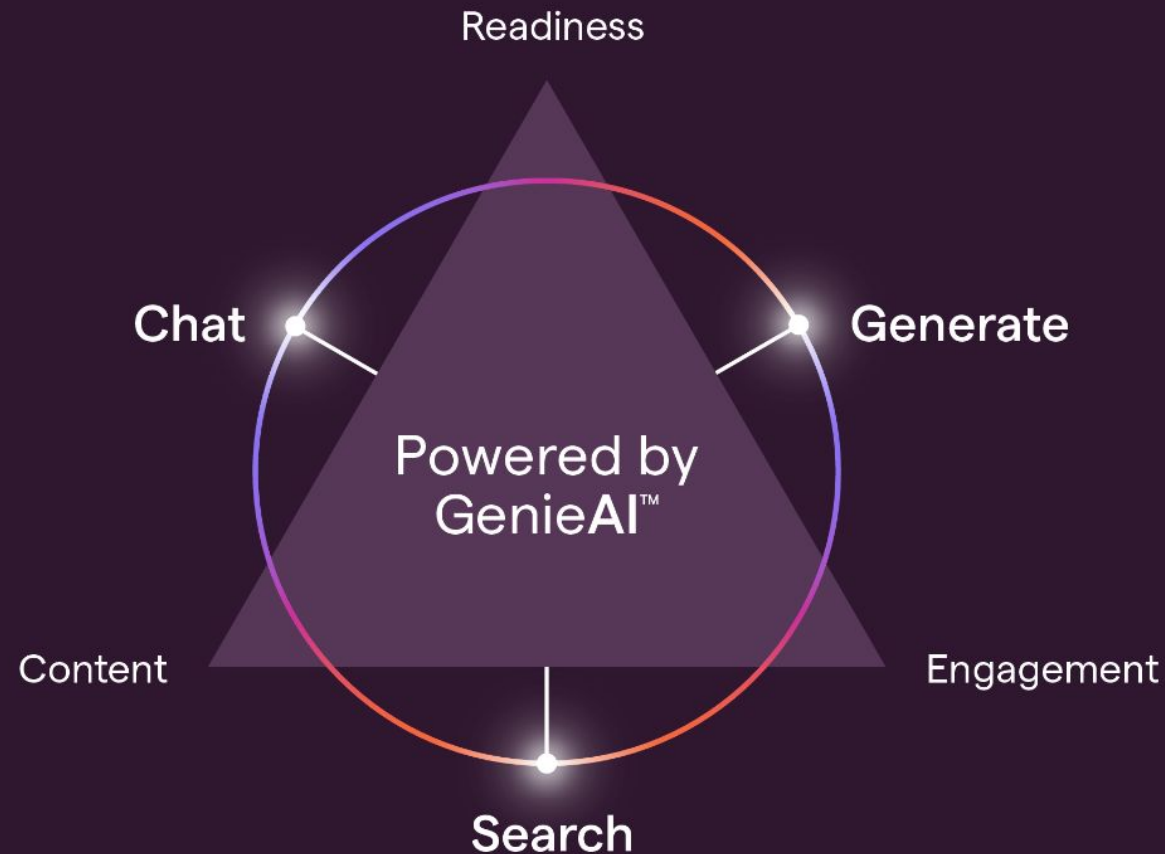 Readiness
Chat
Generate
Powered by
GenieAI™
Content
Engagement
Search